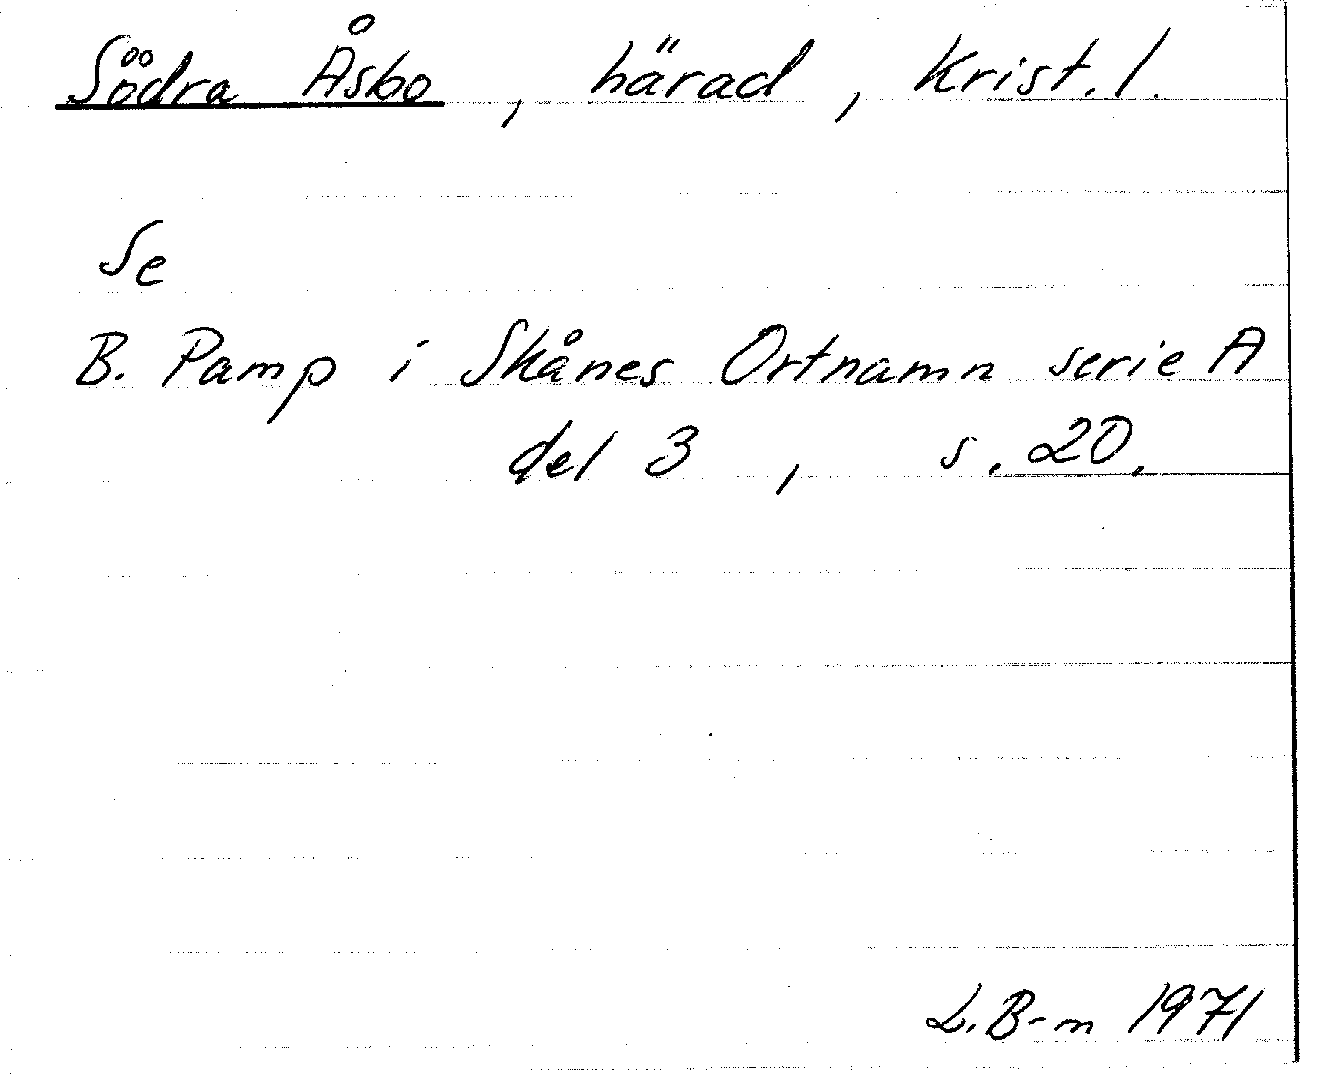 Södra Åsbo, härad, Krist. l.
Se
B. Pamp i Skånes Ortnamn serie A
del 3, s. 20.
L. B-m 1971